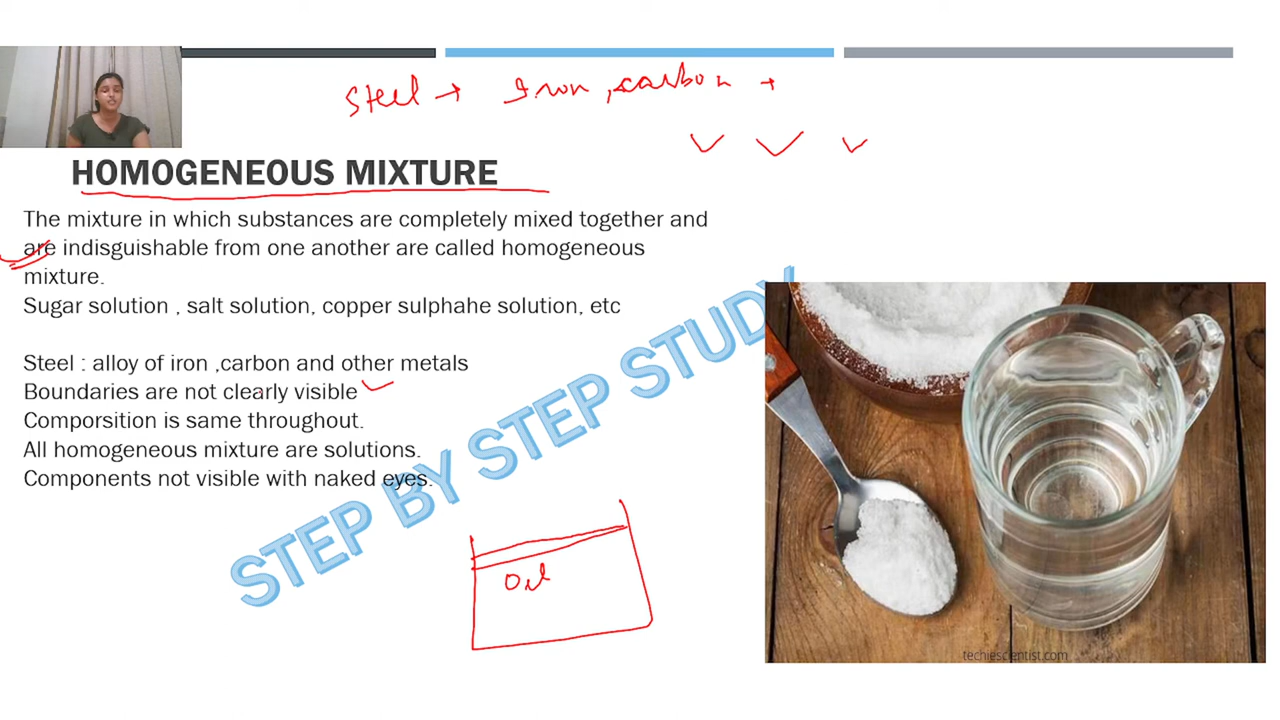 Steel → Iron, carbon +
HOMOGENEOUS MIXTURE
The mixture in which substances are completely mixed together and
are indisguishable from one another are called homogeneous
mixture.
Sugar solution , salt solution, copper sulphahe solution, etc
Steel : alloy of iron ,carbon and other metals
Boundaries are not clearly visible
Comporsition is same throughout.
All homogeneous mixture are solutions.
Components not visible with naked eyes.
STEP BY STEP STUDY
Oil
techiescientist.com